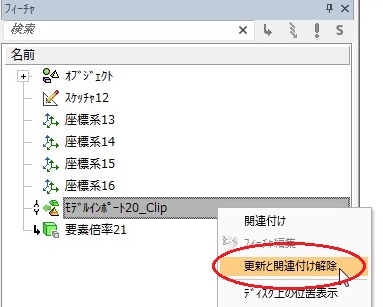 フィーチャ
検索
S
名前
ｵﾌﾞｼﾞｪｸﾄ
ｽｹｯﾁｬ12
座標系13
座標系14
座標系15
座標系16
ﾓﾃﾞﾙｲﾝﾎﾟｰﾄ20_Clip
要素倍率21
関連付け
ﾌｨｰﾁｬ編集
更新と関連付け解除
ﾃﾞｨｽｸ上の位置表示